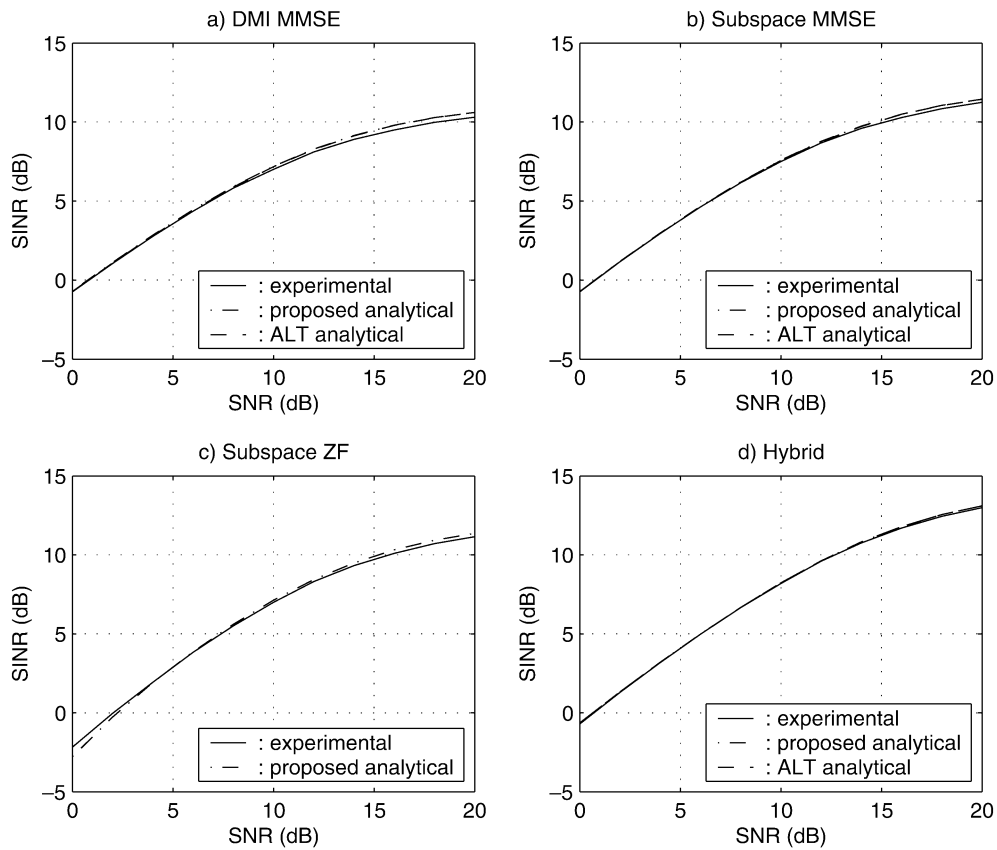 a) DMI MMSE
15
10
5
0
–5
SINR (dB)
: experimental
: proposed analytical
: ALT analytical
0 5 10 15 20
SNR (dB)
b) Subspace MMSE
15
10
5
0
–5
SINR (dB)
: experimental
: proposed analytical
: ALT analytical
0 5 10 15 20
SNR (dB)
c) Subspace ZF
15
10
5
0
–5
SINR (dB)
: experimental
: proposed analytical
0 5 10 15 20
SNR (dB)
d) Hybrid
15
10
5
0
–5
SINR (dB)
: experimental
: proposed analytical
: ALT analytical
0 5 10 15 20
SNR (dB)